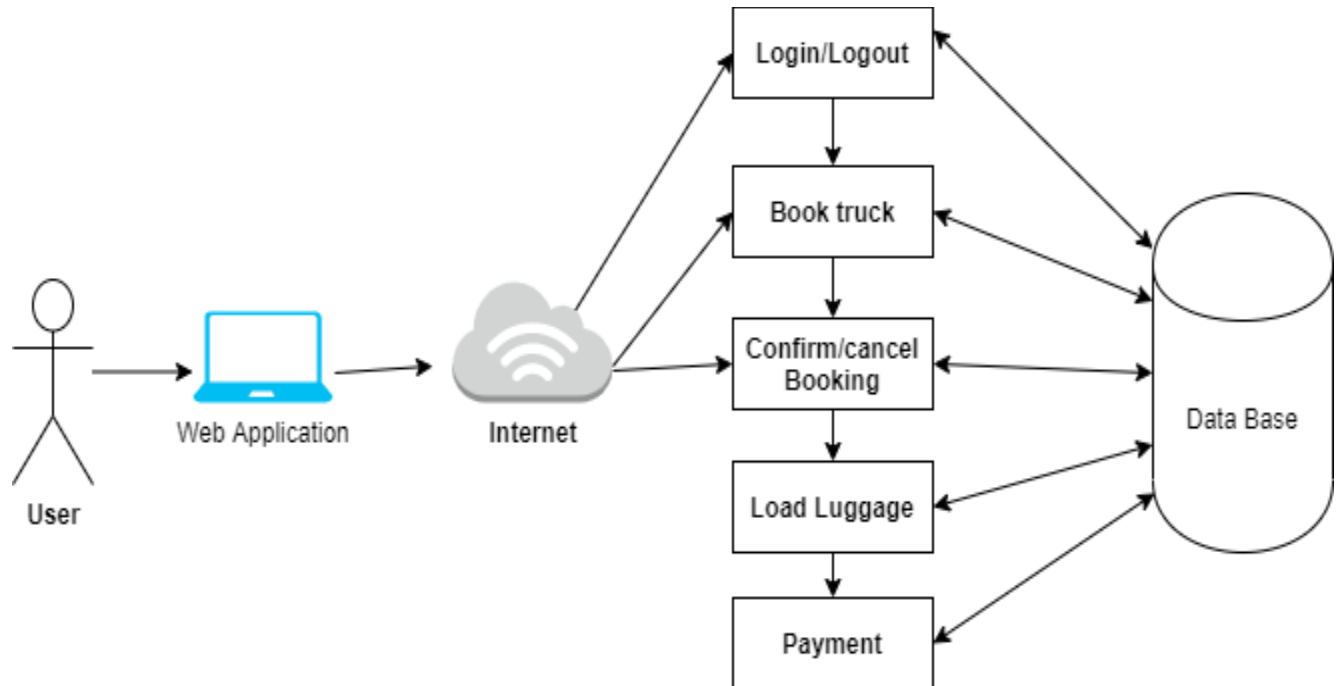 Login/Logout
Book truck
Confirm/cancel
Booking
Load Luggage
Payment
User
Web Application
Internet
Data Base